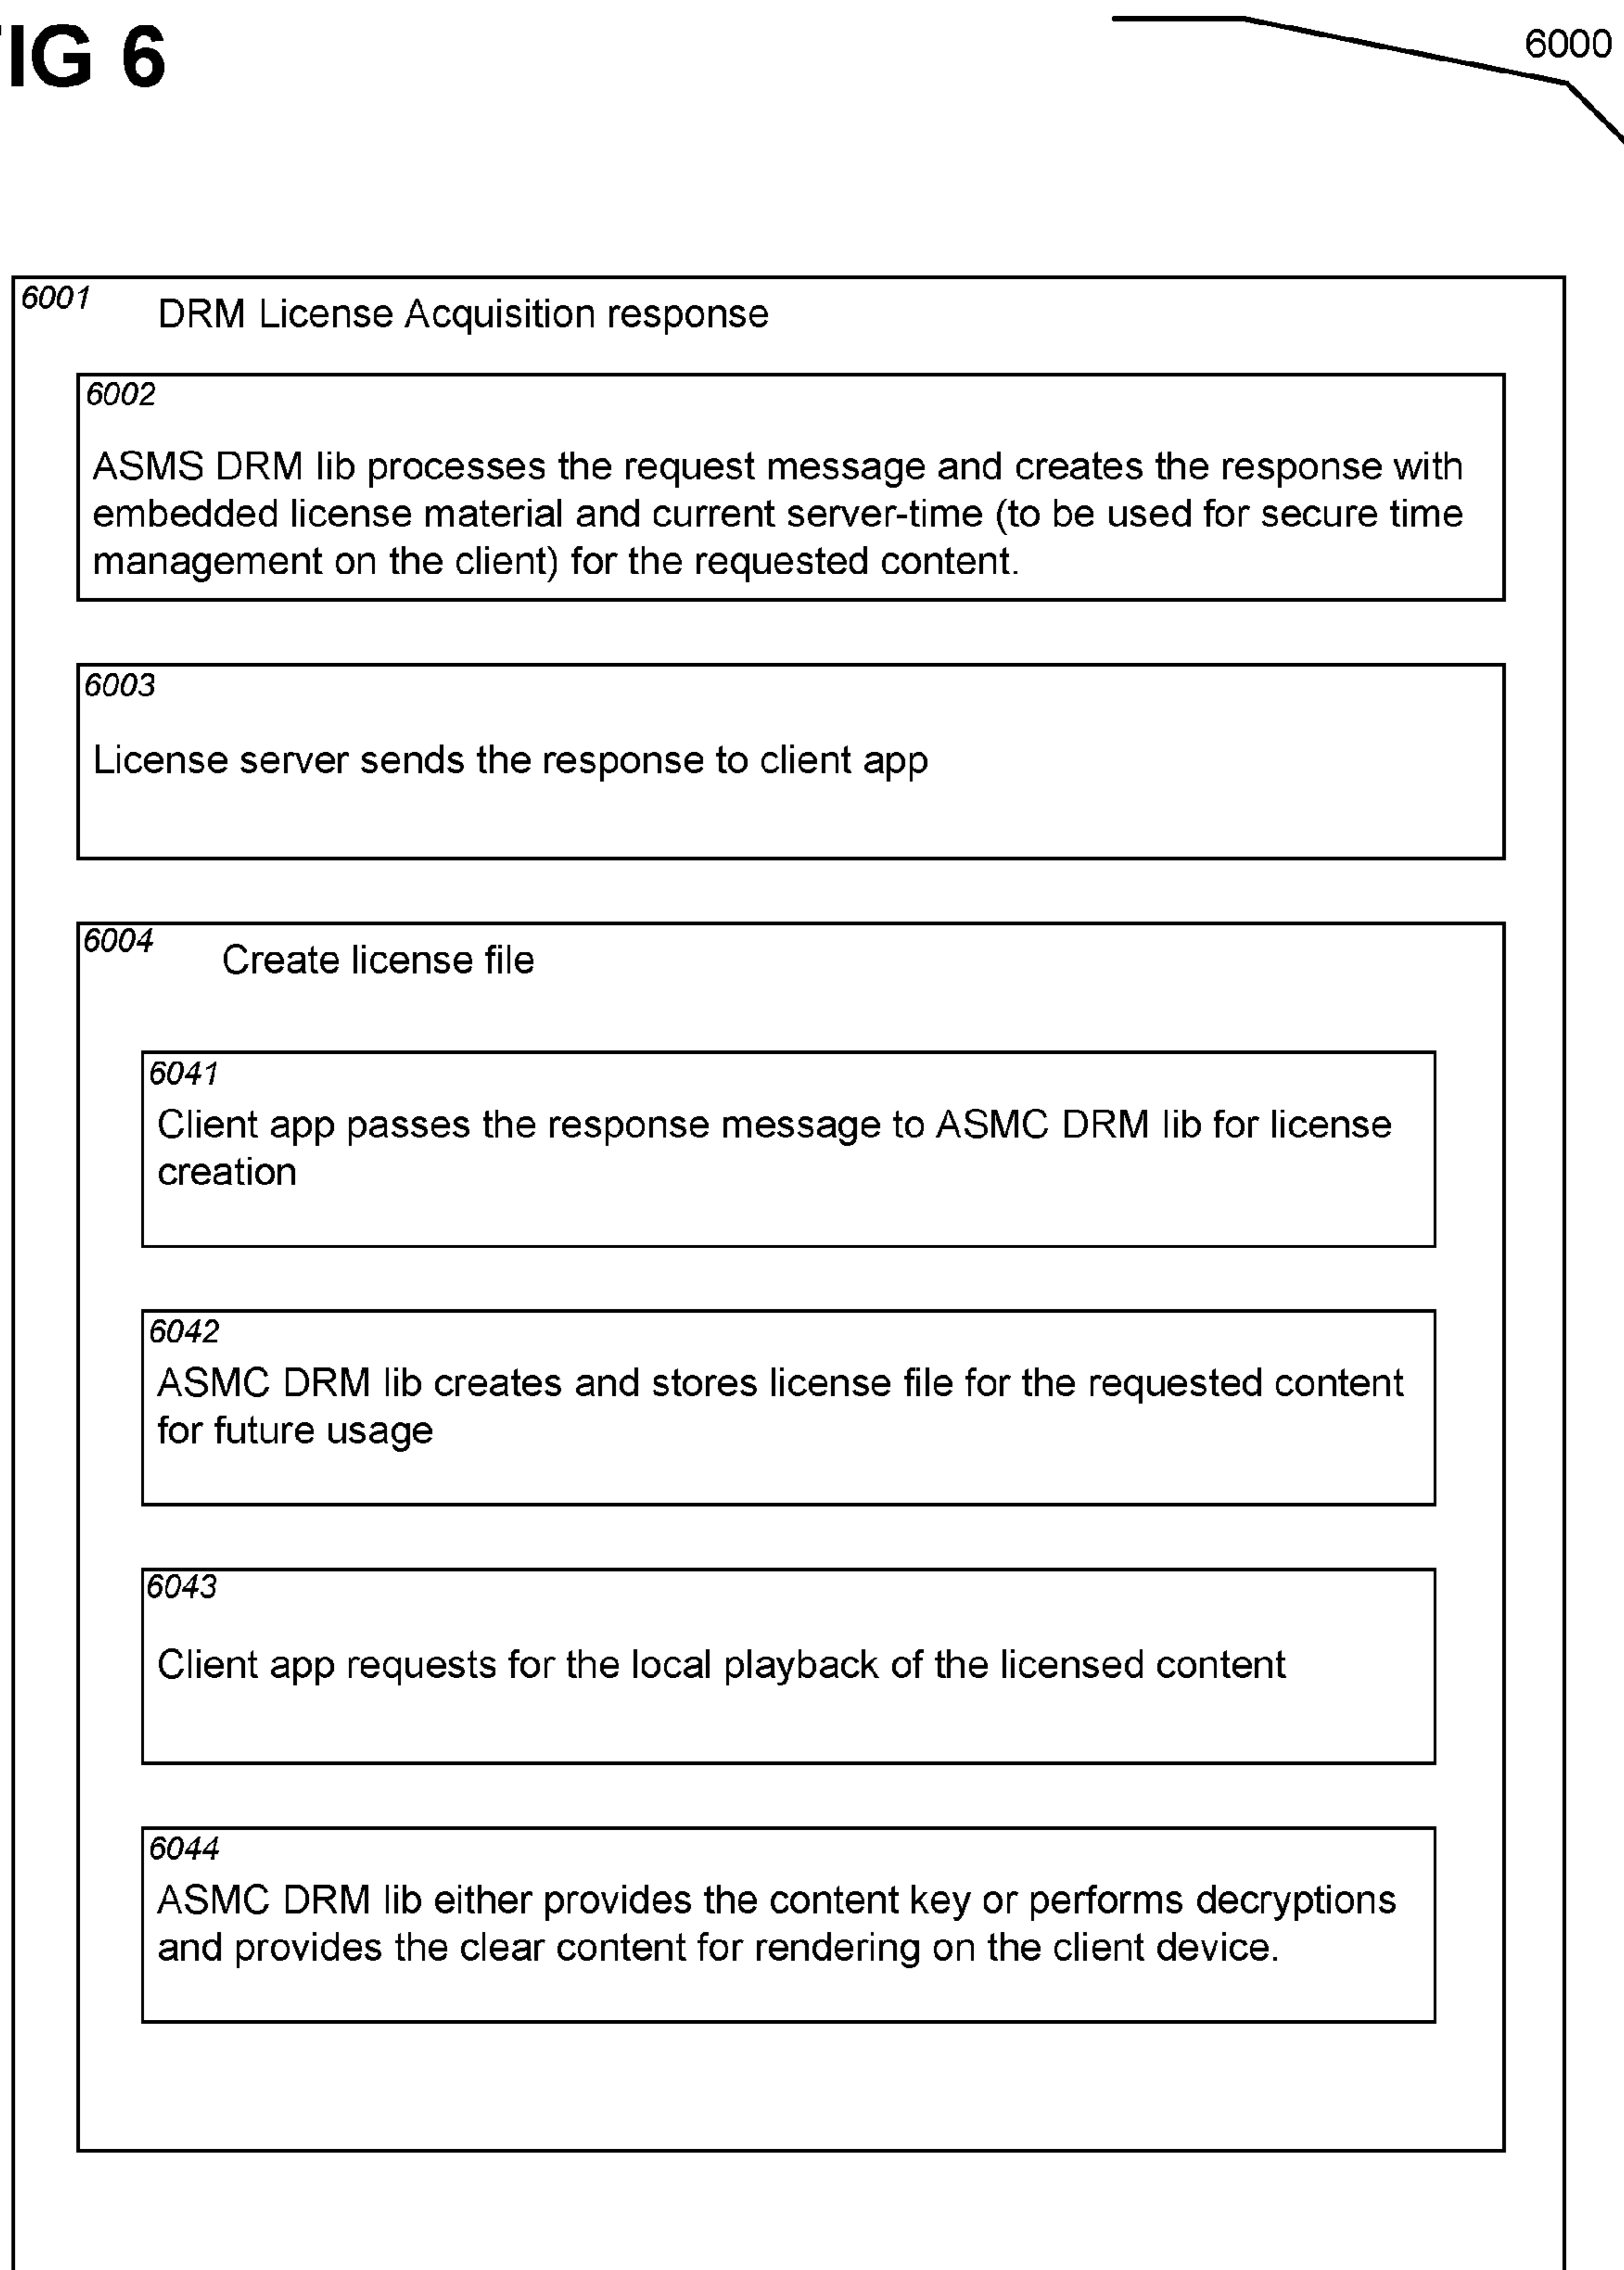 IG 6
6000
6001
DRM License Acquisition response
6002
ASMS DRM lib processes the request message and creates the response with
embedded license material and current server-time (to be used for secure time
management on the client) for the requested content.
6003
License server sends the response to client app
6004
Create license file
6041
Client app passes the response message to ASMC DRM lib for license
creation
6042
ASMC DRM lib creates and stores license file for the requested content
for future usage
6043
Client app requests for the local playback of the licensed content
6044
ASMC DRM lib either provides the content key or performs decryptions
and provides the clear content for rendering on the client device.